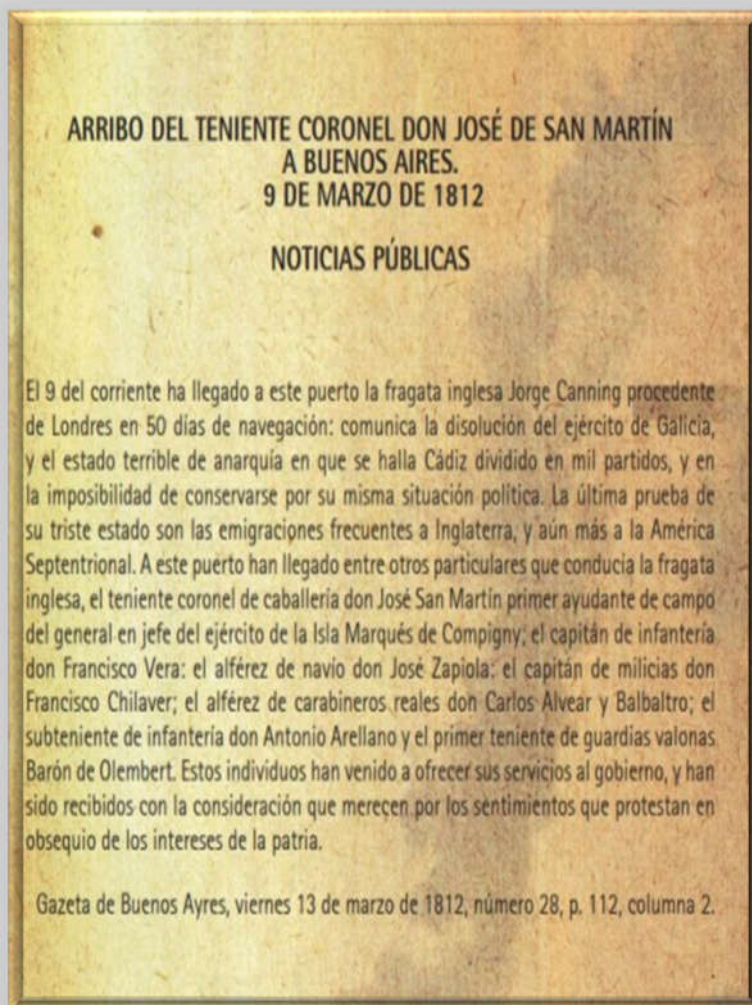 ARRIBO DEL TENIENTE CORONEL DON JOSÉ DE SAN MARTÍN
A BUENOS AIRES.
9 DE MARZO DE 1812
NOTICIAS PÚBLICAS
El 9 del corriente ha llegado a este puerto la fragata inglesa Jorge Canning procedente
de Londres en 50 días de navegación: comunica la disolución del ejército de Galicia,
y el estado terrible de anarquía en que se halla Cádiz dividido en mil partidos, y en
la imposibilidad de conservarse por su misma situación política. La última prueba de
su triste estado son las emigraciones frecuentes a Inglaterra, y aún más a la América
Septentrional. A este puerto han llegado entre otros particulares que conducía la fragata
inglesa, el teniente coronel de caballería don José San Martín primer ayudante de campo
del general en jefe del ejército de la Isla Marqués de Compigny; el capitán de infantería
don Francisco Vera: el alférez de navío don José Zapiola: el capitán de milicias don
Francisco Chilaver; el alférez de carabineros reales don Carlos Alvear y Balbaltro; el
subteniente de infantería don Antonio Arellano y el primer teniente de guardias valonas
Barón de Olembert. Estos individuos han venido a ofrecer sus servicios al gobierno, y han
sido recibidos con la consideración que merecen por los sentimientos que protestan en
obsequio de los intereses de la patria.
Gazeta de Buenos Ayres, viernes 13 de marzo de 1812, número 28, p. 112, columna 2.